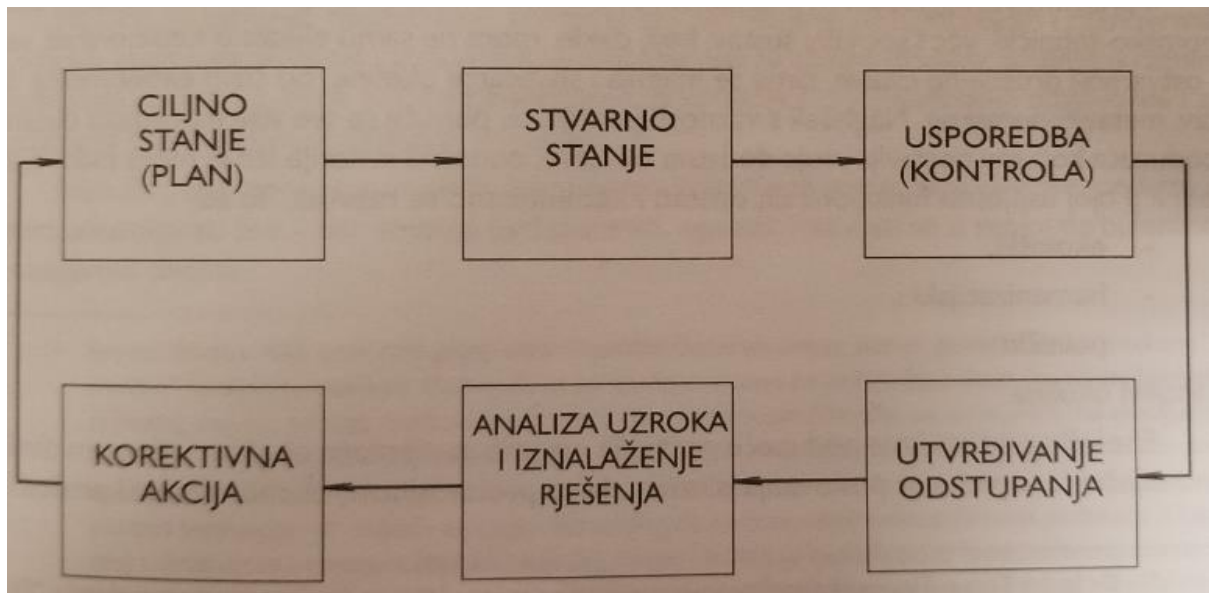 CILJNO
STANJE
(PLAN)
STVARNO
STANJE
USPOREDBA
(KONTROLA)
KOREKTIVNA
AKCIJA
ANALIZA UZROKA
I IZNALAŽENJE
RJEŠENJA
UTVRĐIVANJE
ODSTUPANJA